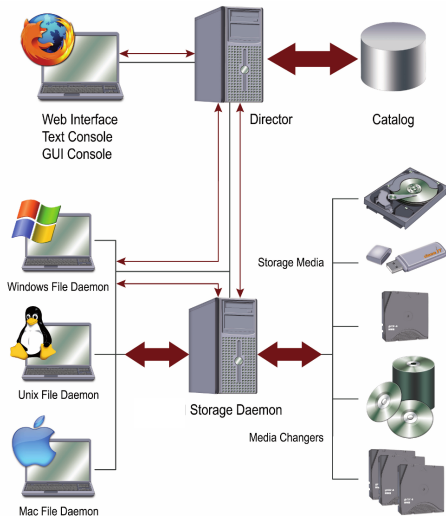 Web Interface
Text Console
GUI Console
Director
Catalog
Windows File Daemon
Storage Media
Unix File Daemon
Storage Daemon
Media Changers
Mac File Daemon